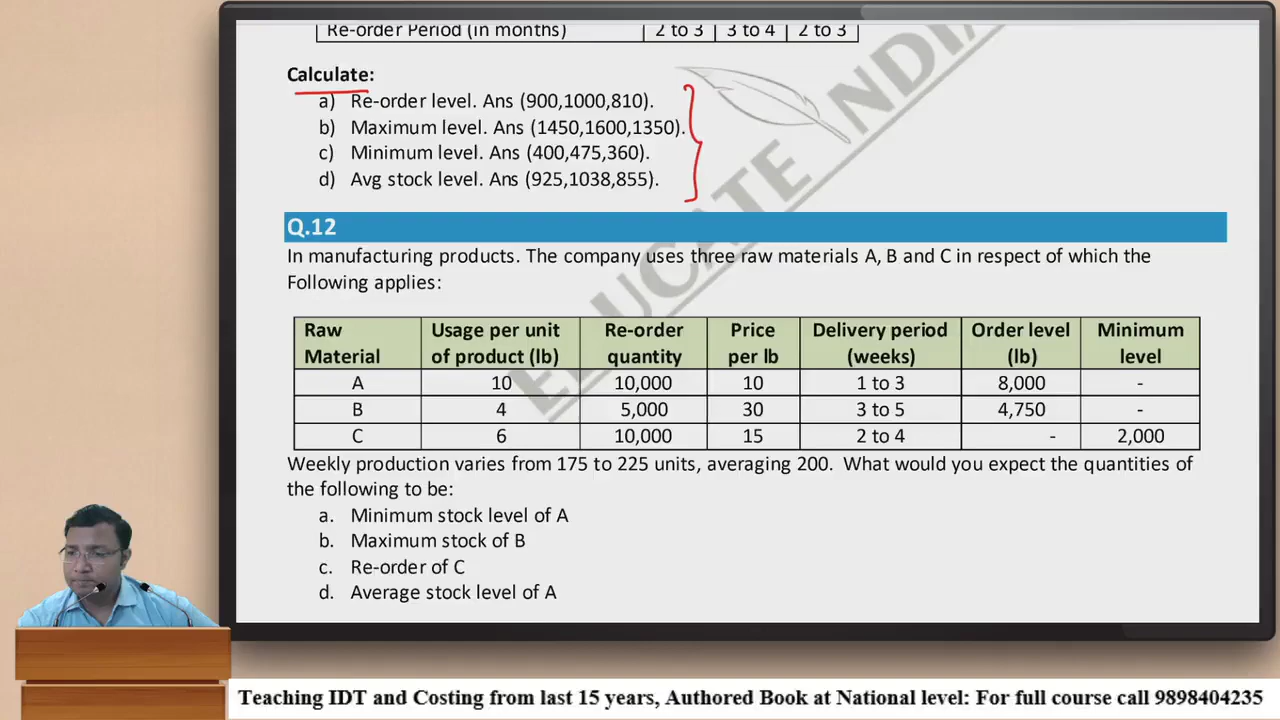 Re-order Period (in months) 2 to 3 3 to 4 2 to 3
Calculate:
a) Re-order level. Ans (900,1000,810).
b) Maximum level. Ans (1450,1600,1350).
c) Minimum level. Ans (400,475,360).
d) Avg stock level. Ans (925,1038,855).
EDUCATE INDIA
Q.12
In manufacturing products. The company uses three raw materials A, B and C in respect of which the
Following applies:
Raw Material Usage per unit of product (lb) Re-order quantity Price per lb Delivery period (weeks) Order level (lb) Minimum level
A 10 10,000 10 1 to 3 8,000 -
B 4 5,000 30 3 to 5 4,750 -
C 6 10,000 15 2 to 4 - 2,000
Weekly production varies from 175 to 225 units, averaging 200. What would you expect the quantities of
the following to be:
a. Minimum stock level of A
b. Maximum stock of B
c. Re-order of C
d. Average stock level of A
Teaching IDT and Costing from last 15 years, Authored Book at National level: For full course call 9898404235